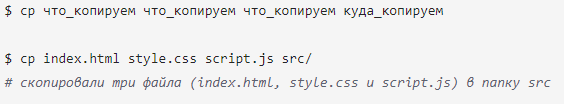 $ cp что_копируем что_копируем что_копируем куда_копируем
$ cp index.html style.css script.js src/
# скопировали три файла (index.html, style.css и script.js) в папку src